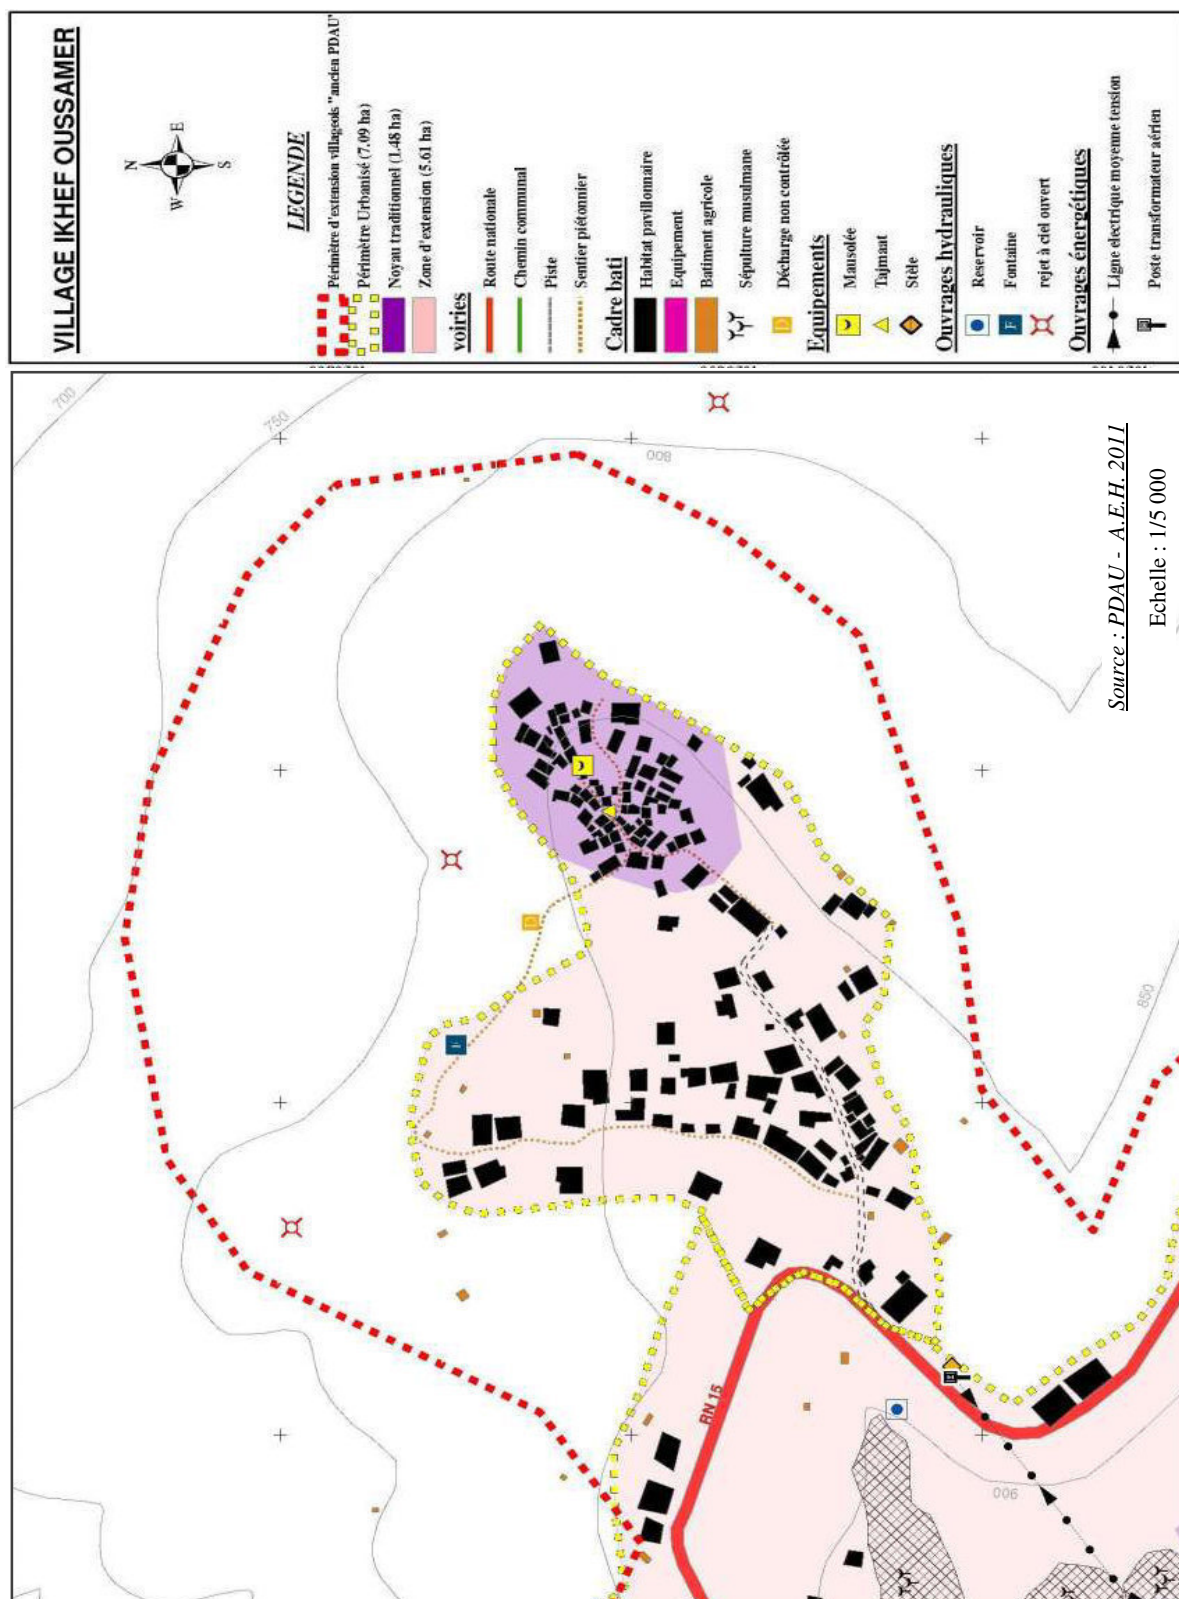 VILLAGE IKHEF OUSSAMER
N
W
E
S
LEGENDE
Périmètre d'extension villageois "ancien PDAU"
Périmètre Urbanisé (7.09 ha)
Noyau traditionnel (1.48 ha)
Zone d'extension (5.61 ha)
voiries
Route nationale
Chemin communal
Piste
Sentier piétonnier
Cadre bati
Habitat pavillonnaire
Equipement
Batiment agricole
Sépulture musulmane
D
Décharge non contrôlée
Equipements
Mausolée
Tajmaat
Stèle
Ouvrages hydrauliques
Reservoir
F
Fontaine
rejet à ciel ouvert
Ouvrages énergétiques
Ligne electrique moyenne tension
Poste transformateur aérien
700
750
800
850
900
D
F
RN 15
Source : PDAU - A.E.H. 2011
Echelle : 1/5 000